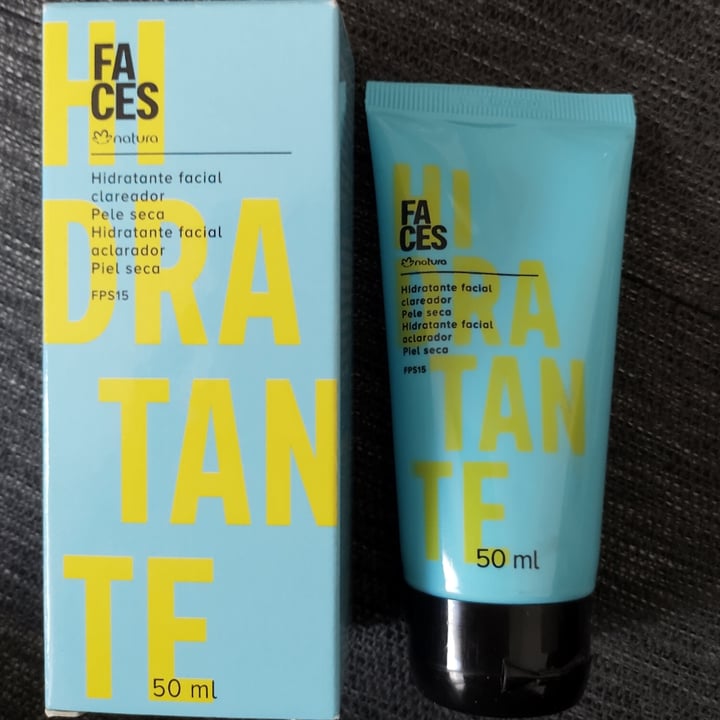 HI
DRA
TAN
TE
FA
CES
natura
Hidratante facial
clareador
Pele seca
Hidratante facial
aclarador
Piel seca
FPS15
50 ml
HI
DRA
TAN
TE
FA
CES
natura
Hidratante facial
clareador
Pele seca
Hidratante facial
aclarador
Piel seca
FPS15
50 ml